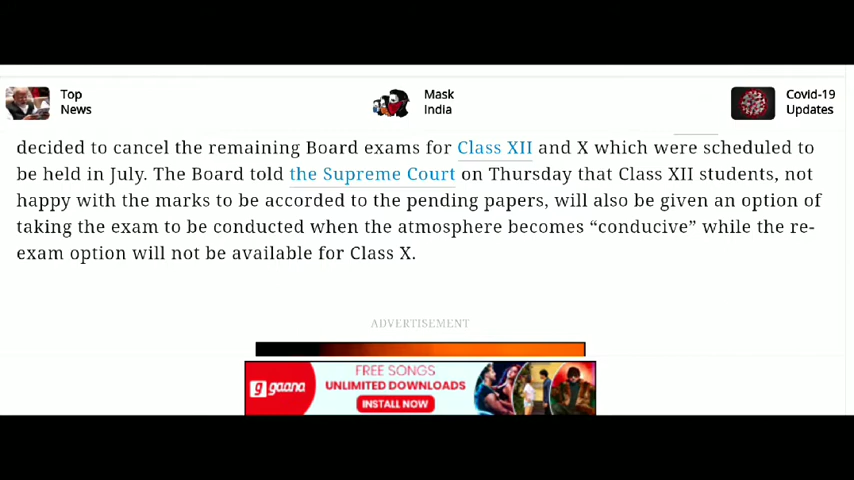 Top
News
Mask
India
Covid-19
Updates
decided to cancel the remaining Board exams for Class XII and X which were scheduled to
be held in July. The Board told the Supreme Court on Thursday that Class XII students, not
happy with the marks to be accorded to the pending papers, will also be given an option of
taking the exam to be conducted when the atmosphere becomes “conducive” while the re-
exam option will not be available for Class X.
ADVERTISEMENT
g gaana
FREE SONGS
UNLIMITED DOWNLOADS
INSTALL NOW